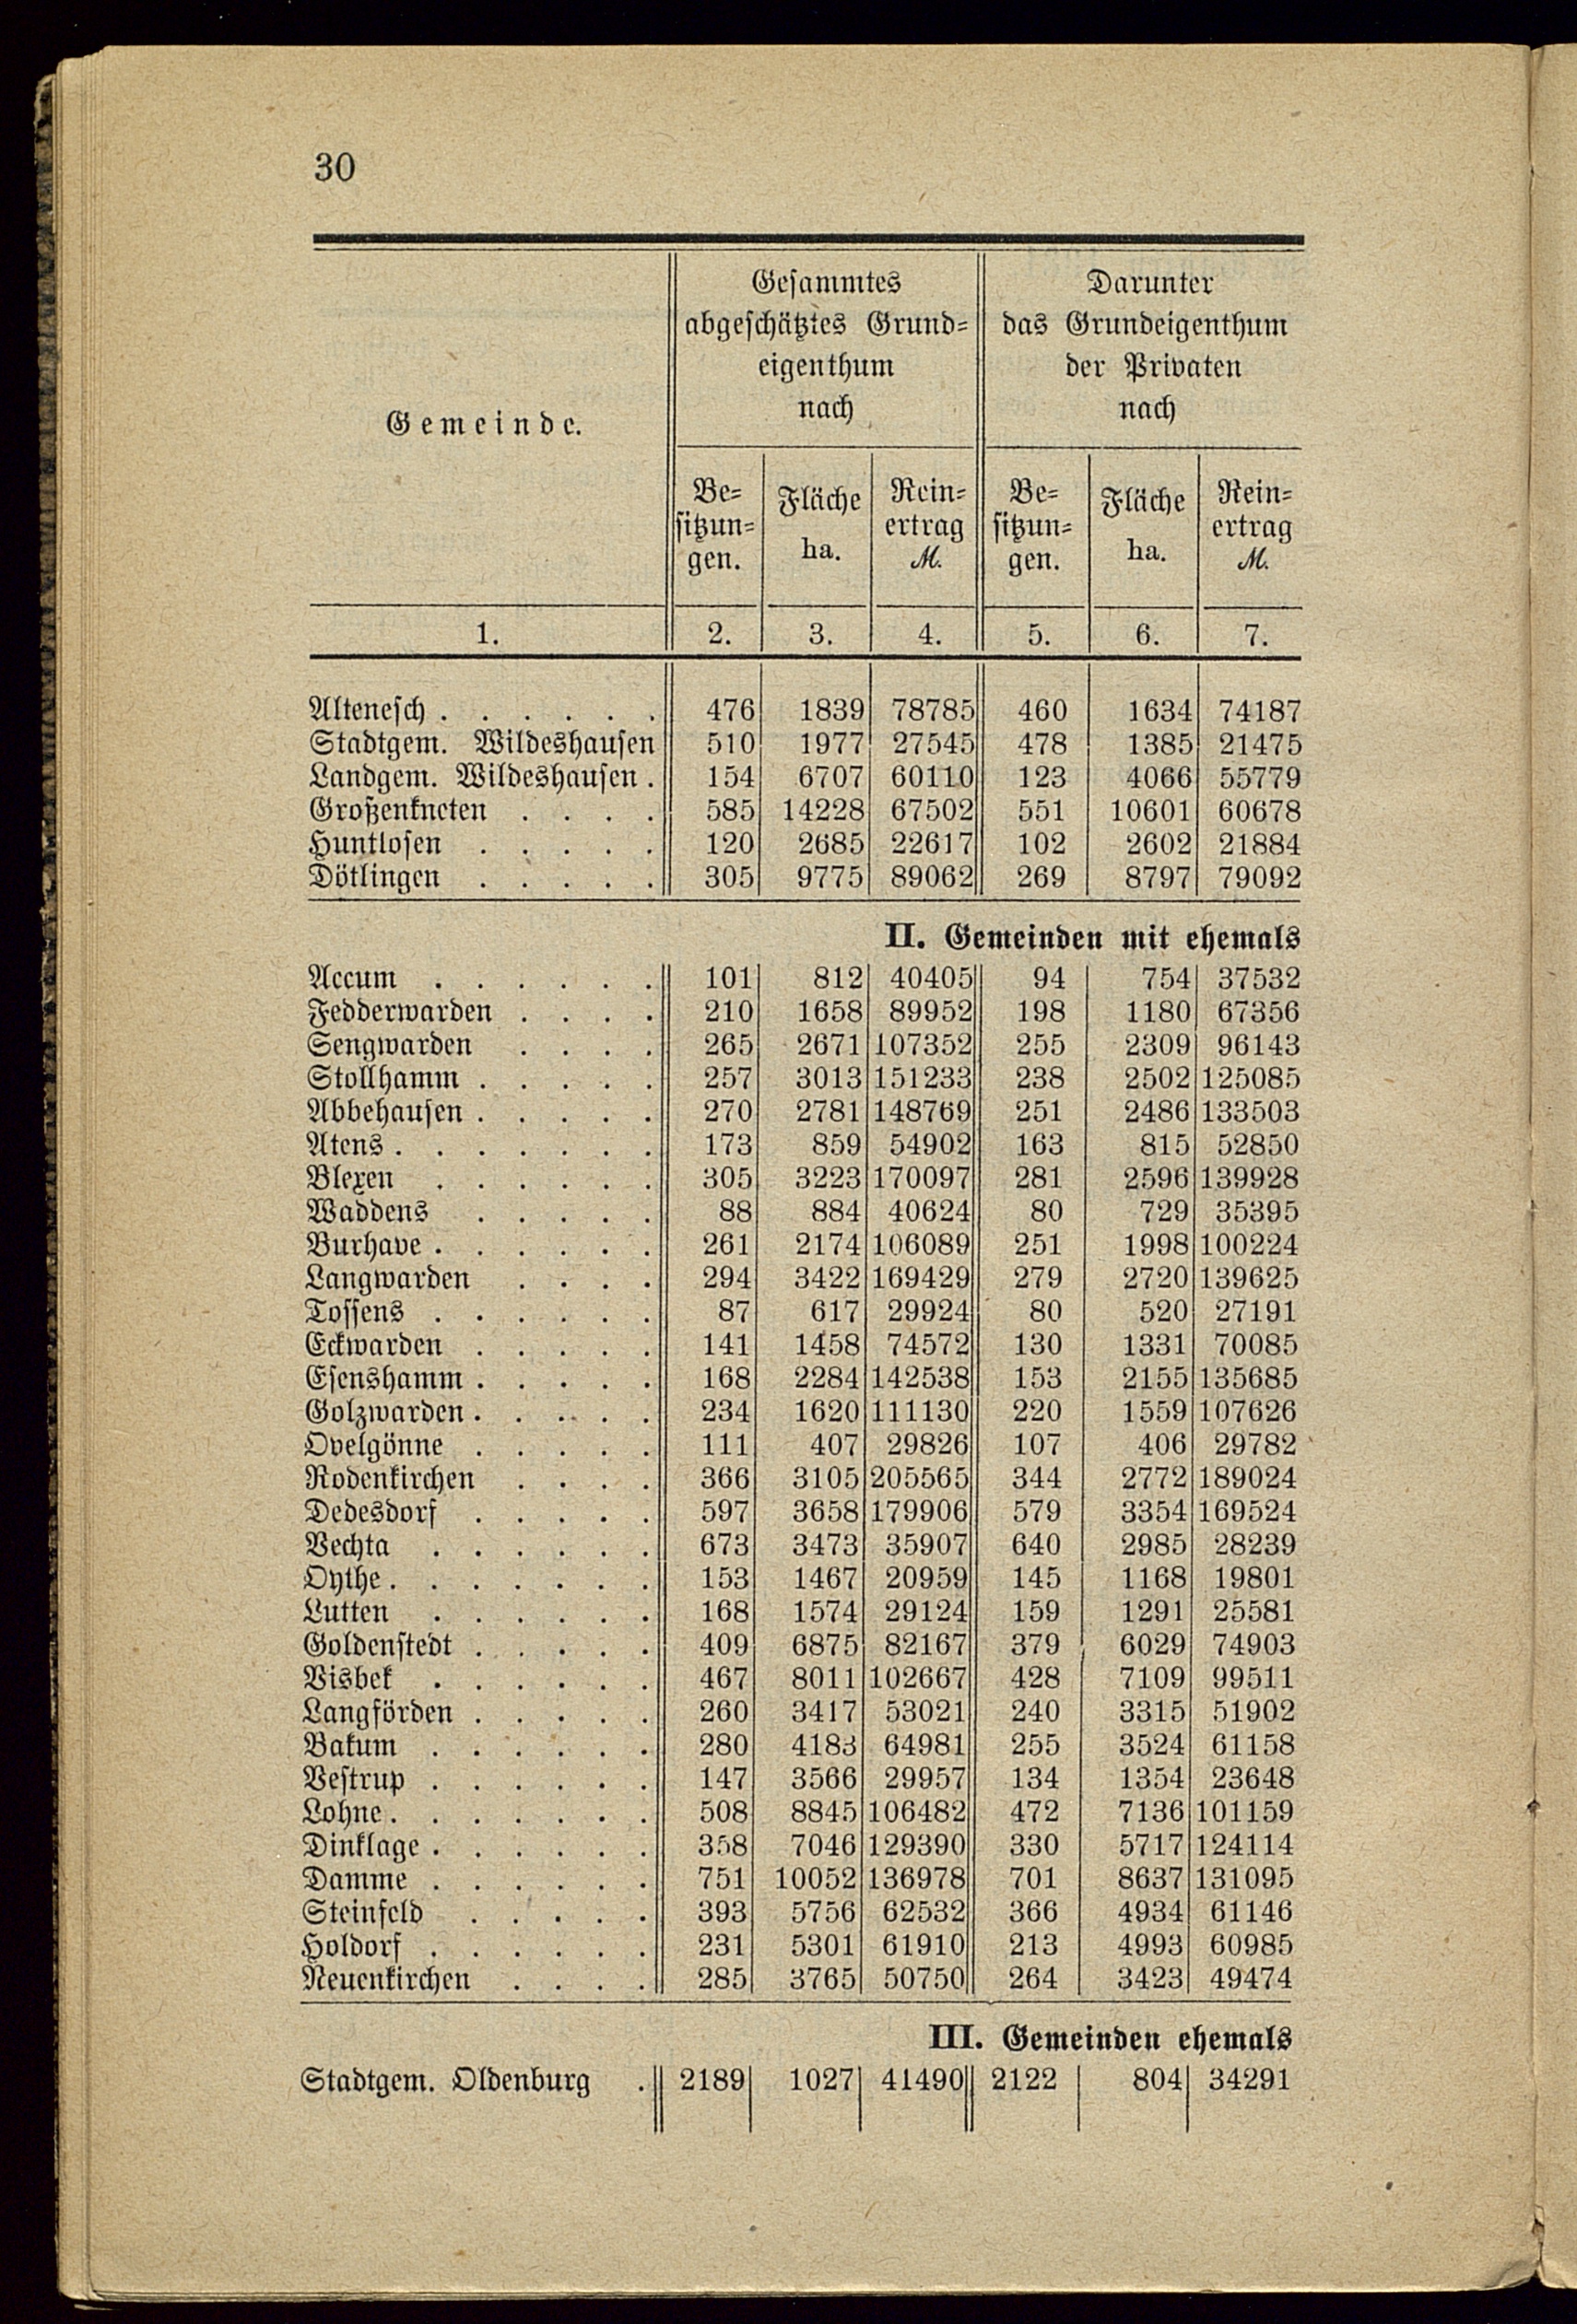 30
Gemeinde.
Gesammtes
abgeschätztes Grund=
eigenthum
nach
Darunter
das Grundeigenthum
der Privaten
nach
Be=
sitzun=
gen.
Fläche
ha.
Rein=
ertrag
M.
Be=
sitzun=
gen.
Fläche
ha.
Rein=
ertrag
M.
1. 2. 3. 4. 5. 6. 7.
Altenesch . . . . . . 476 1839 78785 460 1634 74187
Stadtgem. Wildeshausen 510 1977 27545 478 1385 21475
Landgem. Wildeshausen . 154 6707 60110 123 4066 55779
Großenkneten . . . . 585 14228 67502 551 10601 60678
Huntlosen . . . . . 120 2685 22617 102 2602 21884
Dötlingen . . . . . 305 9775 89062 269 8797 79092
II. Gemeinden mit ehemals
Accum . . . . . . 101 812 40405 94 754 37532
Fedderwarden . . . . 210 1658 89952 198 1180 67356
Sengwarden . . . . 265 2671 107352 255 2309 96143
Stollhamm . . . . . 257 3013 151233 238 2502 125085
Abbehausen . . . . . 270 2781 148769 251 2486 133503
Atens . . . . . . . 173 859 54902 163 815 52850
Blexen . . . . . . 305 3223 170097 281 2596 139928
Waddens . . . . . 88 884 40624 80 729 35395
Burhave . . . . . . 261 2174 106089 251 1998 100224
Langwarden . . . . 294 3422 169429 279 2720 139625
Tossens . . . . . . 87 617 29924 80 520 27191
Eckwarden . . . . . 141 1458 74572 130 1331 70085
Esenshamm . . . . . 168 2284 142538 153 2155 135685
Golzwarden . . . . . 234 1620 111130 220 1559 107626
Ovelgönne . . . . . 111 407 29826 107 406 29782
Rodenkirchen . . . . 366 3105 205565 344 2772 189024
Dedesdorf . . . . . 597 3658 179906 579 3354 169524
Vechta . . . . . . 673 3473 35907 640 2985 28239
Oythe . . . . . . . 153 1467 20959 145 1168 19801
Lutten . . . . . . 168 1574 29124 159 1291 25581
Goldenstedt . . . . . 409 6875 82167 379 6029 74903
Visbek . . . . . . 467 8011 102667 428 7109 99511
Langförden . . . . . 260 3417 53021 240 3315 51902
Bakum . . . . . . 280 4183 64981 255 3524 61158
Vestrup . . . . . . 147 3566 29957 134 1354 23648
Lohne . . . . . . . 508 8845 106482 472 7136 101159
Dinklage . . . . . . 358 7046 129390 330 5717 124114
Damme . . . . . . 751 10052 136978 701 8637 131095
Steinfeld . . . . . 393 5756 62532 366 4934 61146
Holdorf . . . . . . 231 5301 61910 213 4993 60985
Neuenkirchen . . . . 285 3765 50750 264 3423 49474
III. Gemeinden ehemals
Stadtgem. Oldenburg . 2189 1027 41490 2122 804 34291